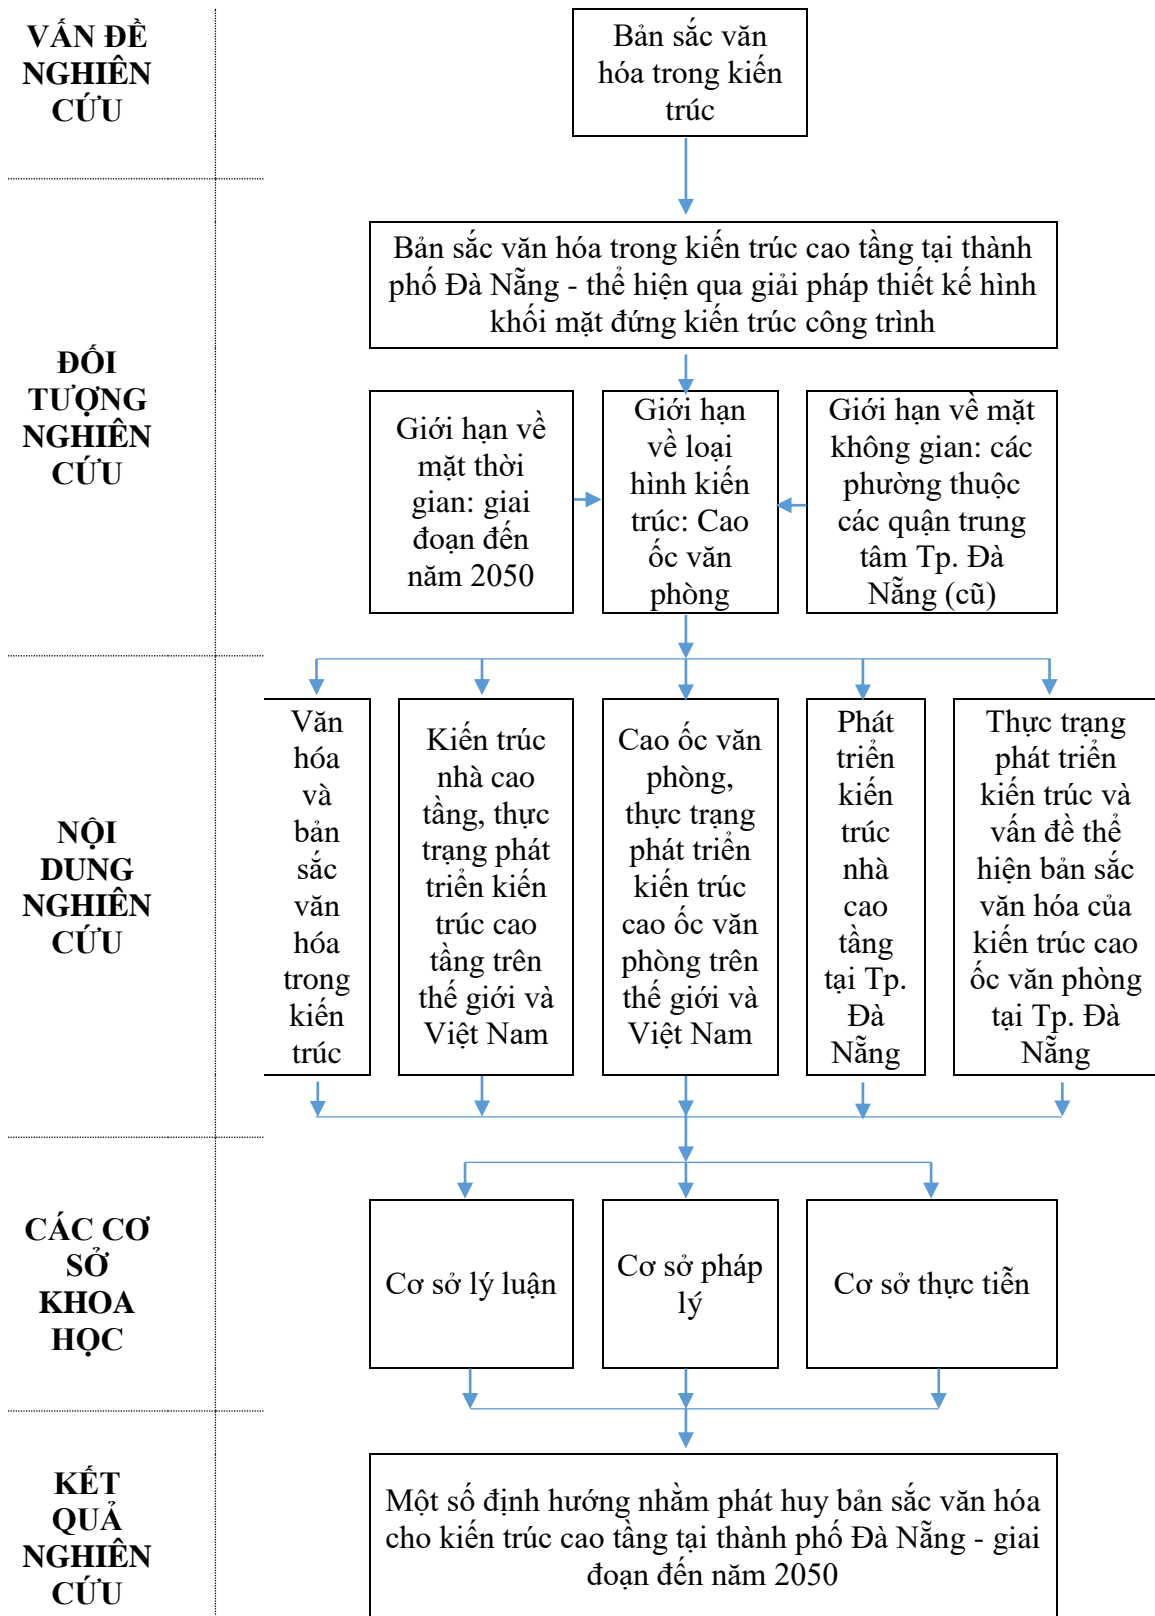 VẤN ĐỀ
NGHIÊN
CỨU
Bản sắc văn
hóa trong kiến
trúc
ĐỐI
TƯỢNG
NGHIÊN
CỨU
Bản sắc văn hóa trong kiến trúc cao tầng tại thành
phố Đà Nẵng - thể hiện qua giải pháp thiết kế hình
khối mặt đứng kiến trúc công trình
Giới hạn về
mặt thời
gian: giai
đoạn đến
năm 2050
Giới hạn
về loại
hình kiến
trúc: Cao
ốc văn
phòng
Giới hạn về mặt
không gian: các
phường thuộc
các quận trung
tâm Tp. Đà
Nẵng (cũ)
NỘI
DUNG
NGHIÊN
CỨU
Văn
hóa
và
bản
sắc
văn
hóa
trong
kiến
trúc
Kiến trúc
nhà cao
tầng, thực
trạng phát
triển kiến
trúc cao
tầng trên
thế giới và
Việt Nam
Cao ốc văn
phòng,
thực trạng
phát triển
kiến trúc
cao ốc văn
phòng trên
thế giới và
Việt Nam
Phát
triển
kiến
trúc
nhà
cao
tầng
tại Tp.
Đà
Nẵng
Thực trạng
phát triển
kiến trúc và
vấn đề thể
hiện bản sắc
văn hóa của
kiến trúc cao
ốc văn phòng
tại Tp. Đà
Nẵng
CÁC CƠ
SỞ
KHOA
HỌC
Cơ sở lý luận
Cơ sở pháp
lý
Cơ sở thực tiễn
KẾT
QUẢ
NGHIÊN
CỨU
Một số định hướng nhằm phát huy bản sắc văn hóa
cho kiến trúc cao tầng tại thành phố Đà Nẵng - giai
đoạn đến năm 2050